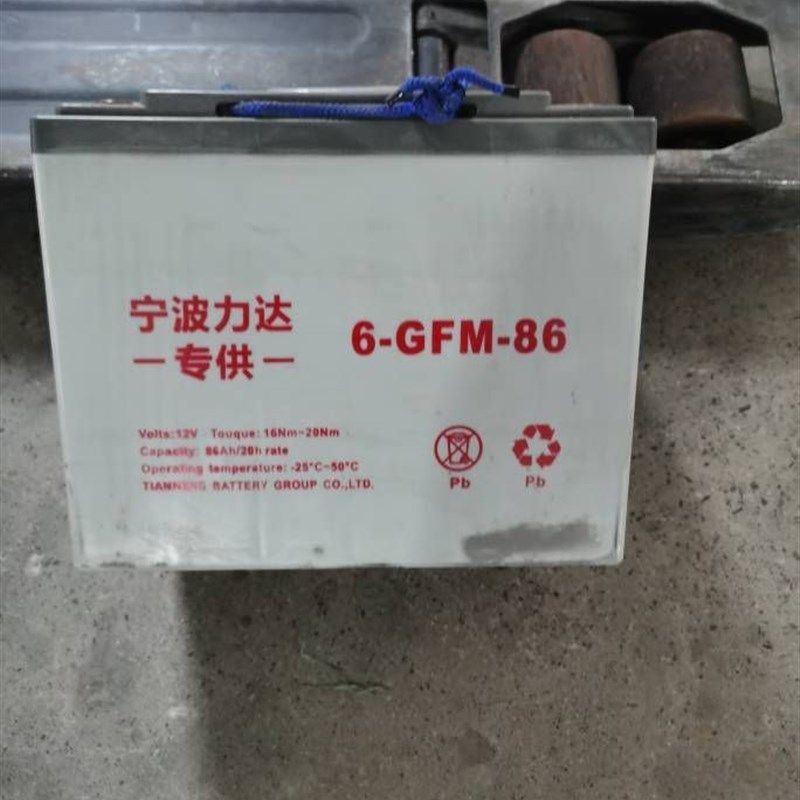 宁波力达
一专供一
6-GFM-86
Volts:12V Touque:16Nm~20Nm
Capacity: 86Ah/20h rate
Operating temperature: -25°C~50°C
TIANNENG BATTERY GROUP CO.,LTD.
Pb
Pb